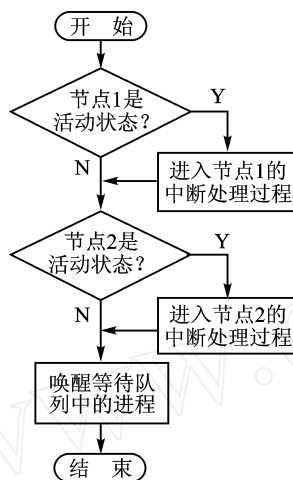 开 始
节点1是
活动状态?
Y
N
进入节点1的
中断处理过程
节点2是
活动状态?
Y
N
进入节点2的
中断处理过程
唤醒等待队
列中的进程
结 束